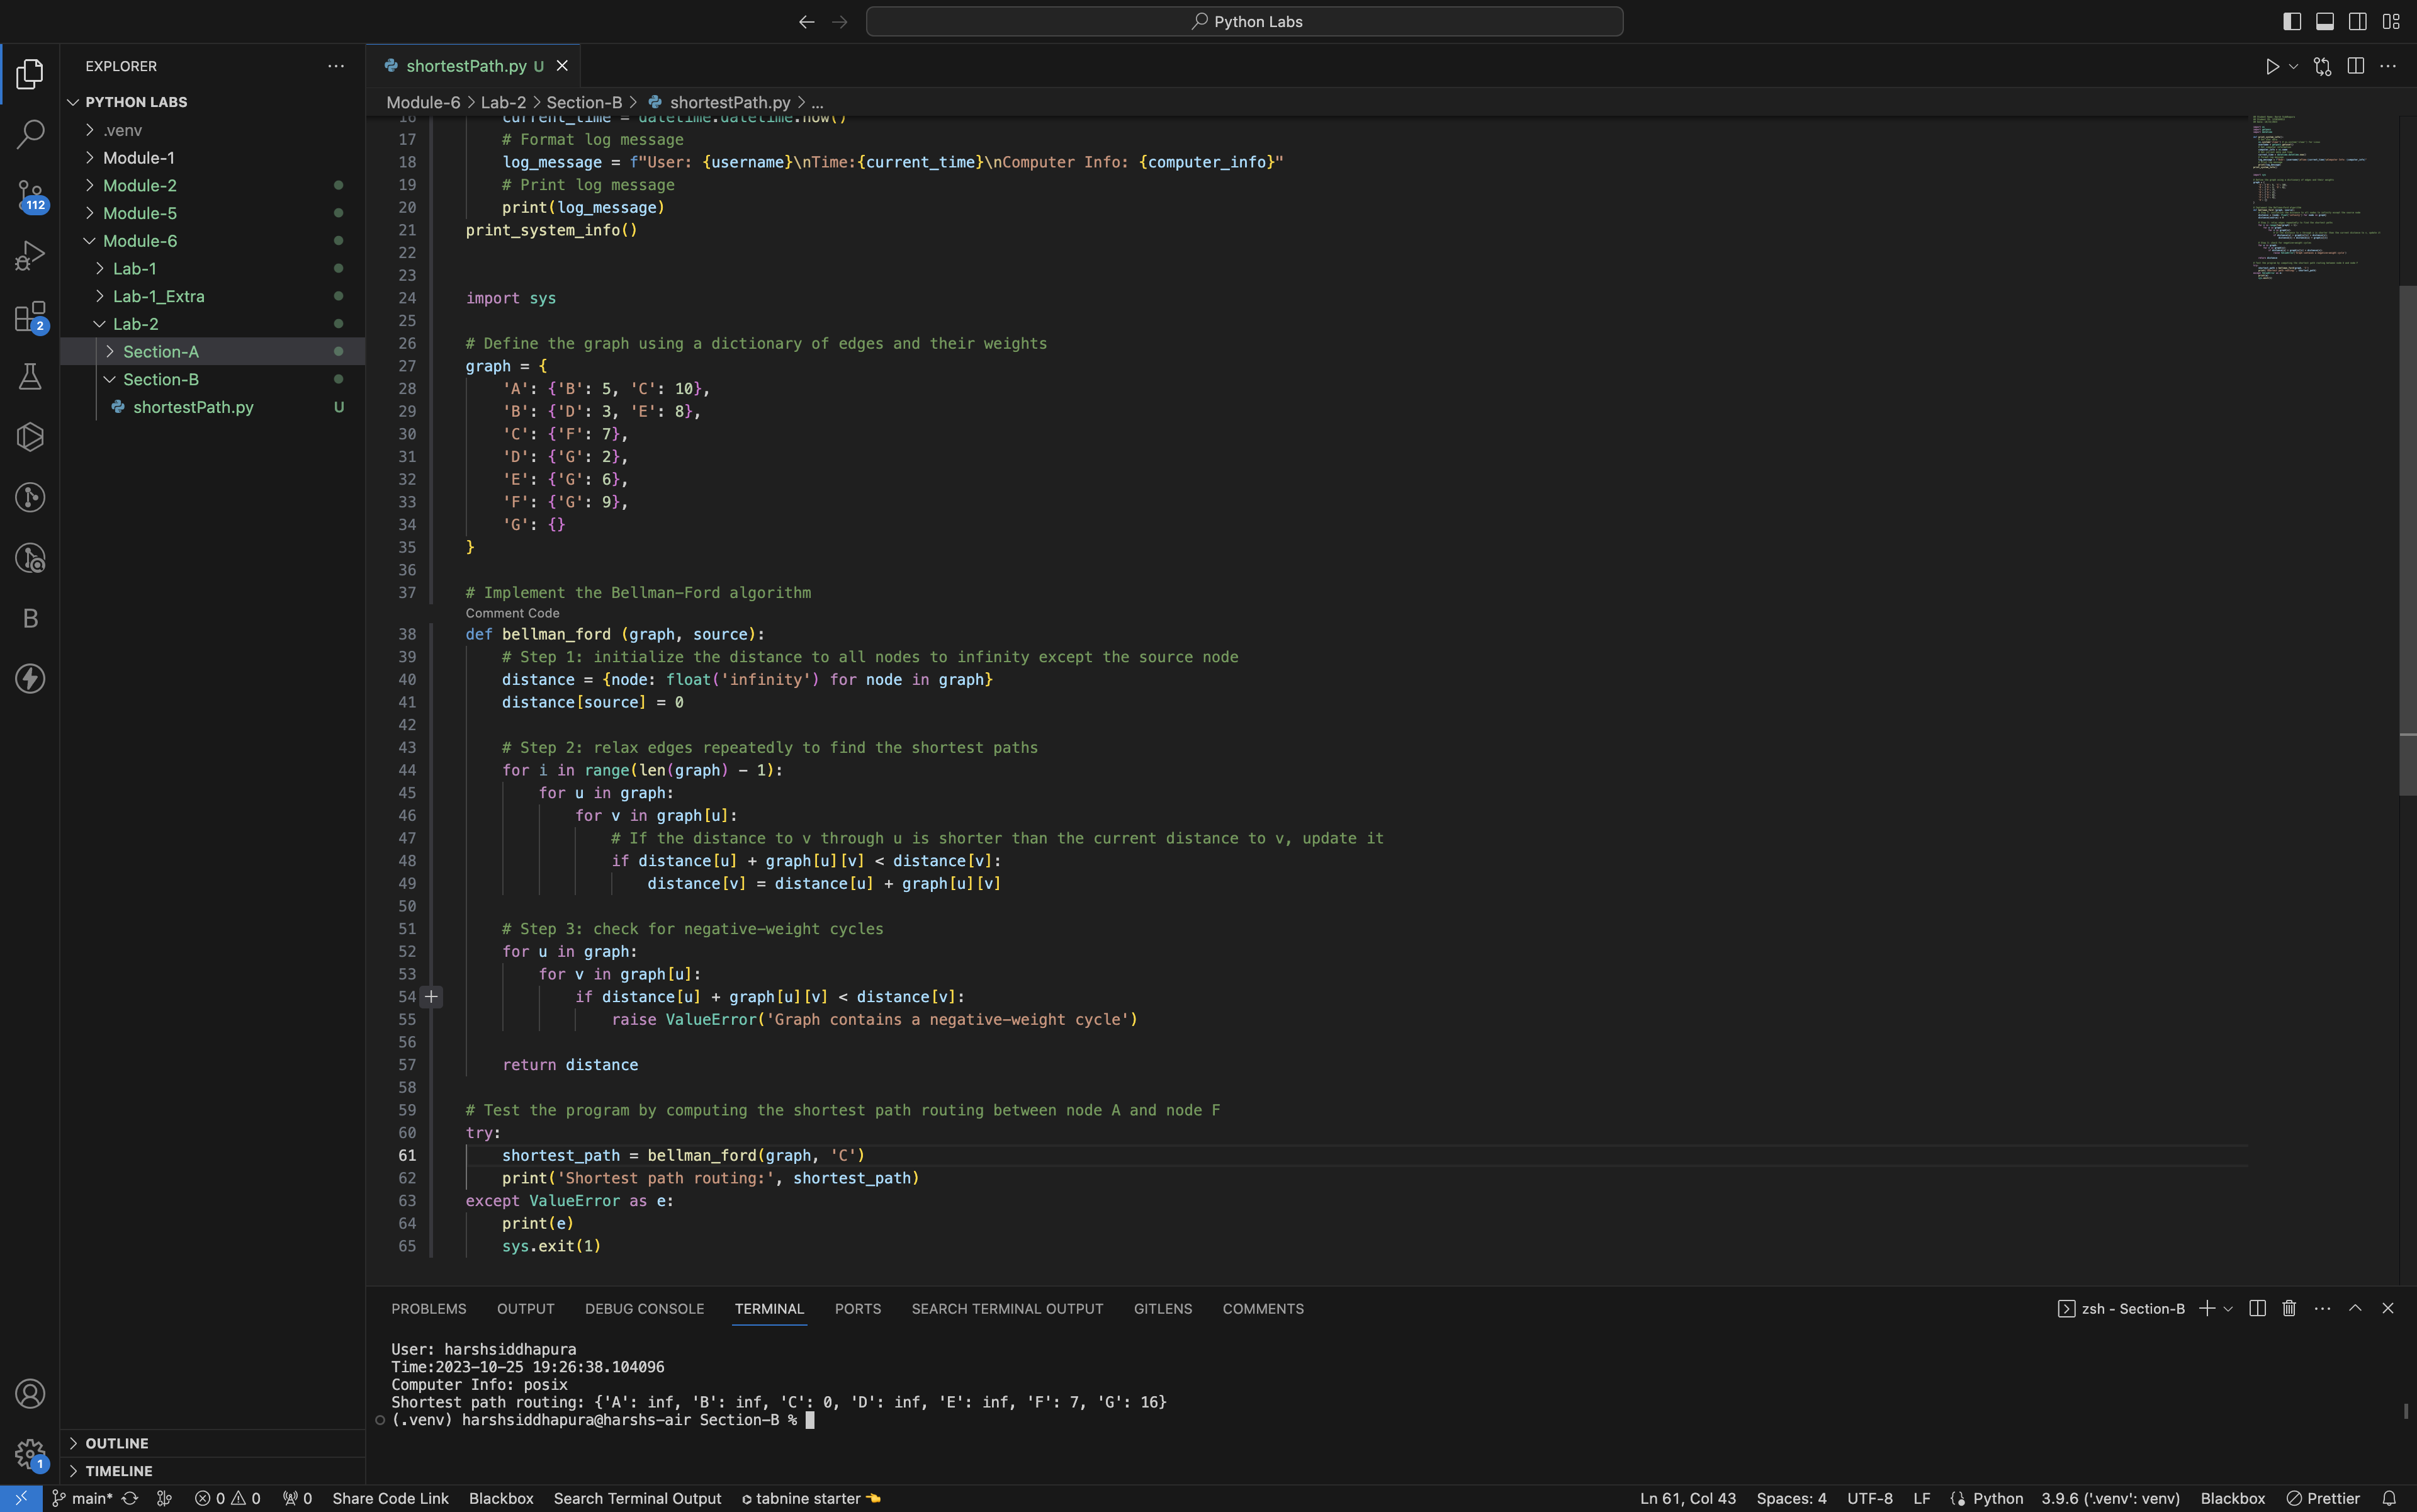 Python Labs
EXPLORER
PYTHON LABS
.venv
Module-1
Module-2
Module-5
Module-6
Lab-1
Lab-1_Extra
Lab-2
Section-A
Section-B
shortestPath.py U
OUTLINE
TIMELINE
112
2
B
1
shortestPath.py U
Module-6 > Lab-2 > Section-B > shortestPath.py > ...
16 current_time = datetime.datetime.now()
17 # Format log message
18 log_message = f"User: {username}\nTime:{current_time}\nComputer Info: {computer_info}"
19 # Print log message
20 print(log_message)
21 print_system_info()
22
23
24 import sys
25
26 # Define the graph using a dictionary of edges and their weights
27 graph = {
28 'A': {'B': 5, 'C': 10},
29 'B': {'D': 3, 'E': 8},
30 'C': {'F': 7},
31 'D': {'G': 2},
32 'E': {'G': 6},
33 'F': {'G': 9},
34 'G': {}
35 }
36
37 # Implement the Bellman-Ford algorithm
Comment Code
38 def bellman_ford (graph, source):
39 # Step 1: initialize the distance to all nodes to infinity except the source node
40 distance = {node: float('infinity') for node in graph}
41 distance[source] = 0
42
43 # Step 2: relax edges repeatedly to find the shortest paths
44 for i in range(len(graph) - 1):
45 for u in graph:
46 for v in graph[u]:
47 # If the distance to v through u is shorter than the current distance to v, update it
48 if distance[u] + graph[u][v] < distance[v]:
49 distance[v] = distance[u] + graph[u][v]
50
51 # Step 3: check for negative-weight cycles
52 for u in graph:
53 for v in graph[u]:
54 if distance[u] + graph[u][v] < distance[v]:
55 raise ValueError('Graph contains a negative-weight cycle')
56
57 return distance
58
59 # Test the program by computing the shortest path routing between node A and node F
60 try:
61 shortest_path = bellman_ford(graph, 'C')
62 print('Shortest path routing:', shortest_path)
63 except ValueError as e:
64 print(e)
65 sys.exit(1)
PROBLEMS OUTPUT DEBUG CONSOLE TERMINAL PORTS SEARCH TERMINAL OUTPUT GITLENS COMMENTS
zsh - Section-B
User: harshsiddhapura
Time:2023-10-25 19:26:38.104096
Computer Info: posix
Shortest path routing: {'A': inf, 'B': inf, 'C': 0, 'D': inf, 'E': inf, 'F': 7, 'G': 16}
(.venv) harshsiddhapura@harshs-air Section-B %
main* 0 0 0 Share Code Link Blackbox Search Terminal Output tabnine starter Ln 61, Col 43 Spaces: 4 UTF-8 LF Python 3.9.6 ('.venv': venv) Blackbox Prettier